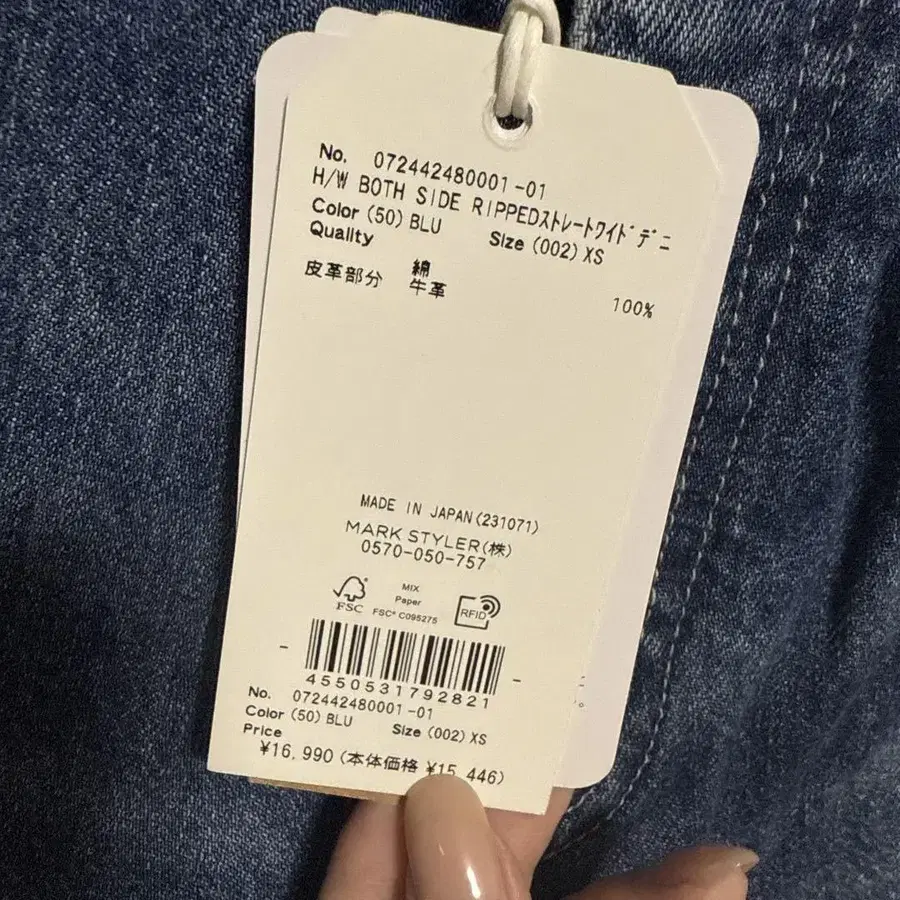 No. 072442480001-01
H/W BOTH SIDE RIPPEDストレートワイドデニ
Color (50) BLU Size (002) XS
Quality
綿 100%
皮革部分 牛革
MADE IN JAPAN(231071)
MARK STYLER(株)
0570-050-757
FSC
MIX
Paper
FSC® C095275
RFID
4550531792821
No. 072442480001-01
Color (50) BLU Size (002) XS
Price
¥16,990 (本体価格 ¥15,446)